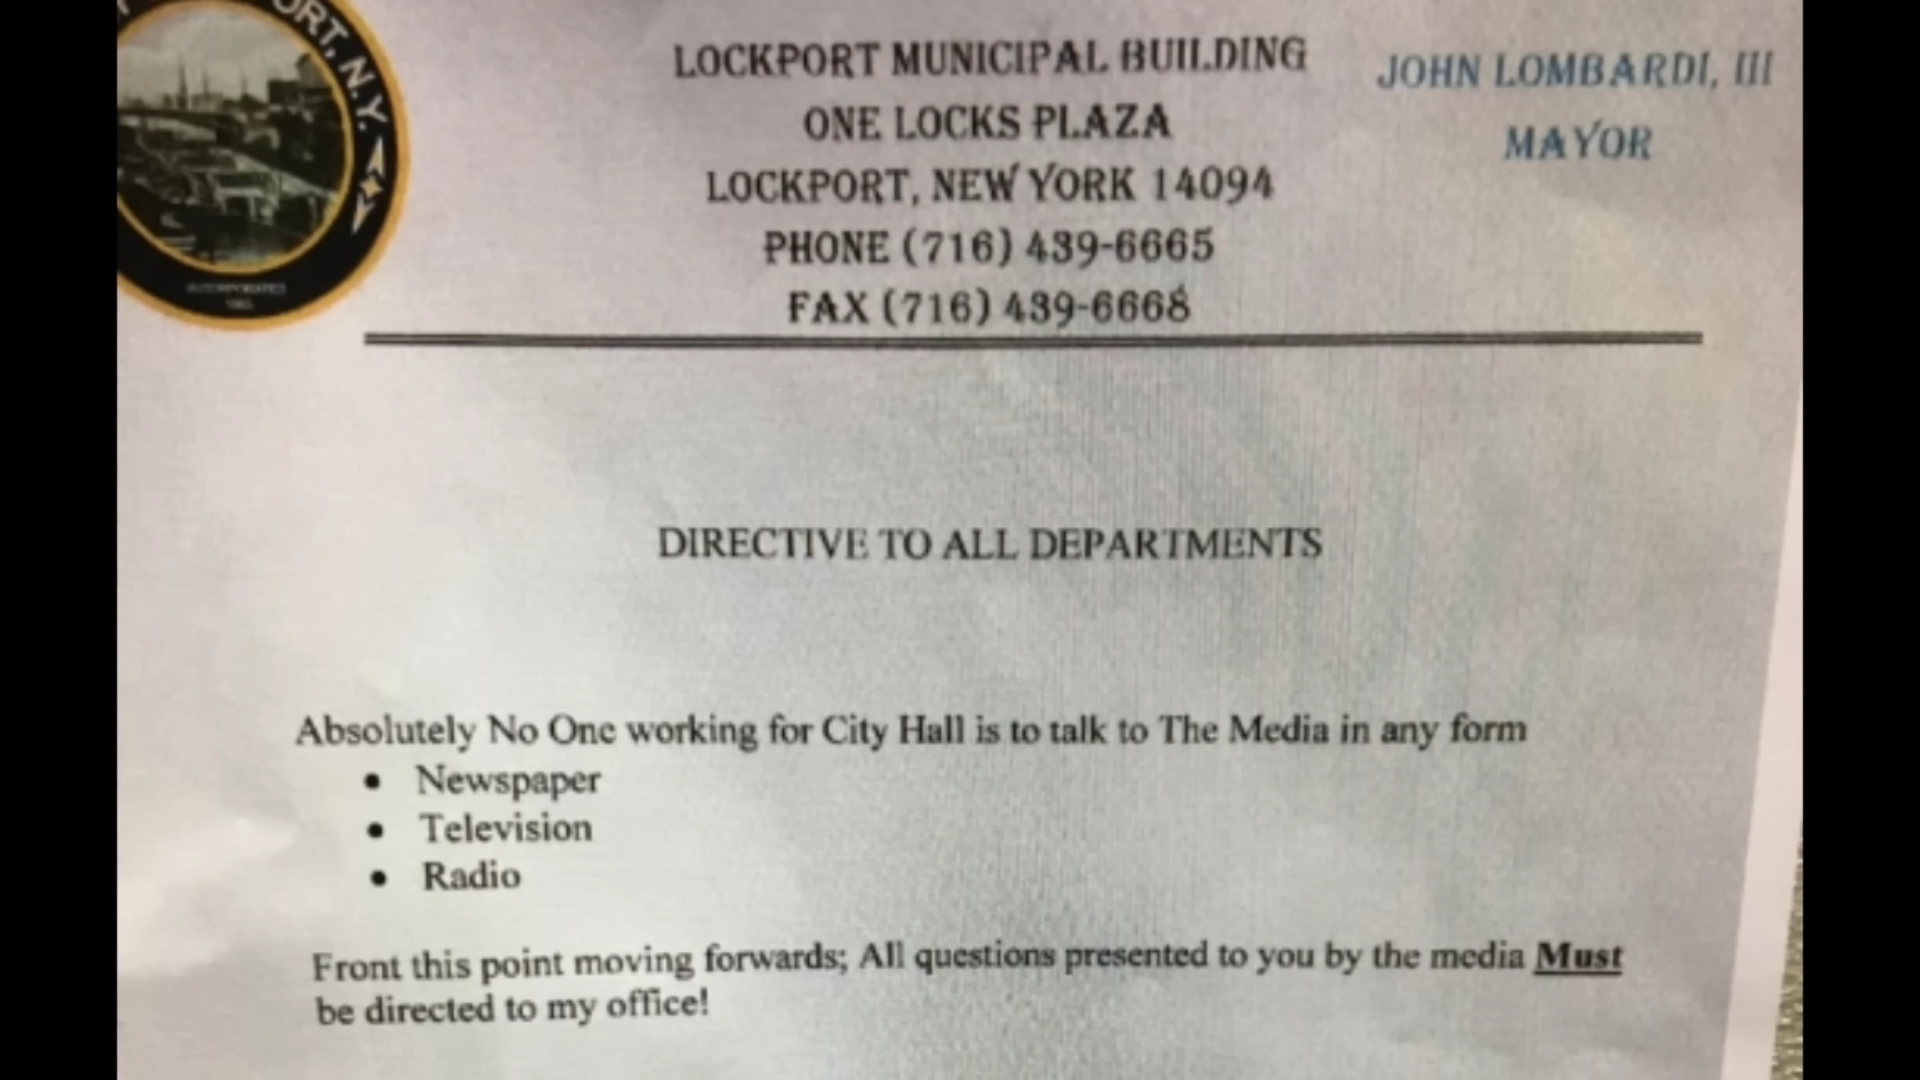 ORT, N.Y.
INCORPORATED
1865
LOCKPORT MUNICIPAL BUILDING
ONE LOCKS PLAZA
LOCKPORT, NEW YORK 14094
PHONE (716) 439-6665
FAX (716) 439-6668
JOHN LOMBARDI, III
MAYOR
DIRECTIVE TO ALL DEPARTMENTS
Absolutely No One working for City Hall is to talk to The Media in any form
• Newspaper
• Television
• Radio
Front this point moving forwards; All questions presented to you by the media Must
be directed to my office!